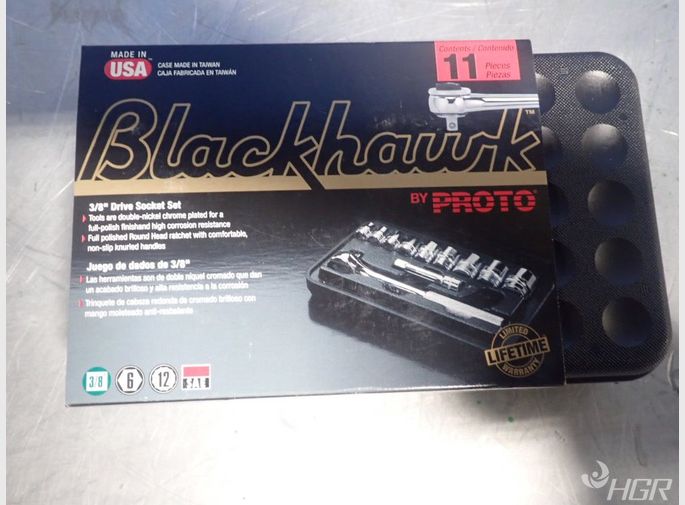 MADE IN
USA
CASE MADE IN TAIWAN
CAJA FABRICADA EN TAIWÁN
Contents / Contenido
11 Pieces
Piezas
Blackhawk™
BY PROTO®
3/8" Drive Socket Set
Tools are double-nickel chrome plated for a
full-polish finishand high corrosion resistance
Full polished Round Head ratchet with comfortable,
non-slip knurled handles
Juego de dados de 3/8"
Las herramientas son de doble níquel cromado que dan
un acabado brilloso y alta resistencia a la corrosión
Trinquete de cabeza redonda de cromado brilloso con
mango moleteado anti-resbalente
LIMITED
LIFETIME
WARRANTY
3/8
6
12
SAE
HGR